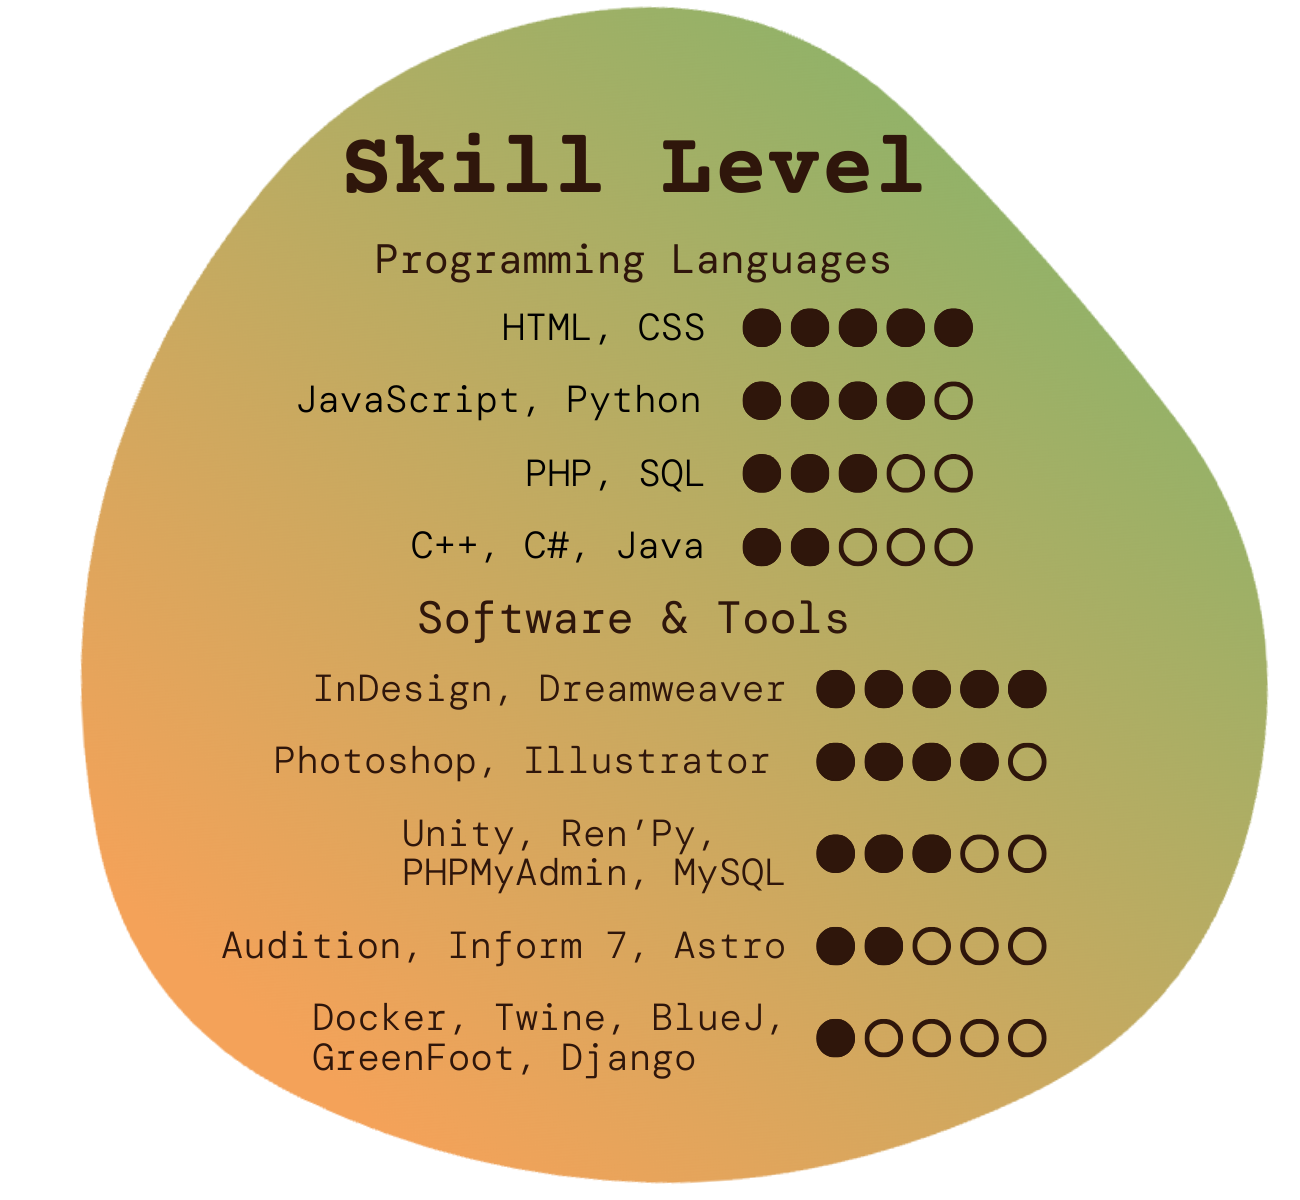 Skill Level
Programming Languages
HTML, CSS
JavaScript, Python
PHP, SQL
C++, C#, Java
Software & Tools
InDesign, Dreamweaver
Photoshop, Illustrator
Unity, Ren’Py,
PHPMyAdmin, MySQL
Audition, Inform 7, Astro
Docker, Twine, BlueJ,
GreenFoot, Django